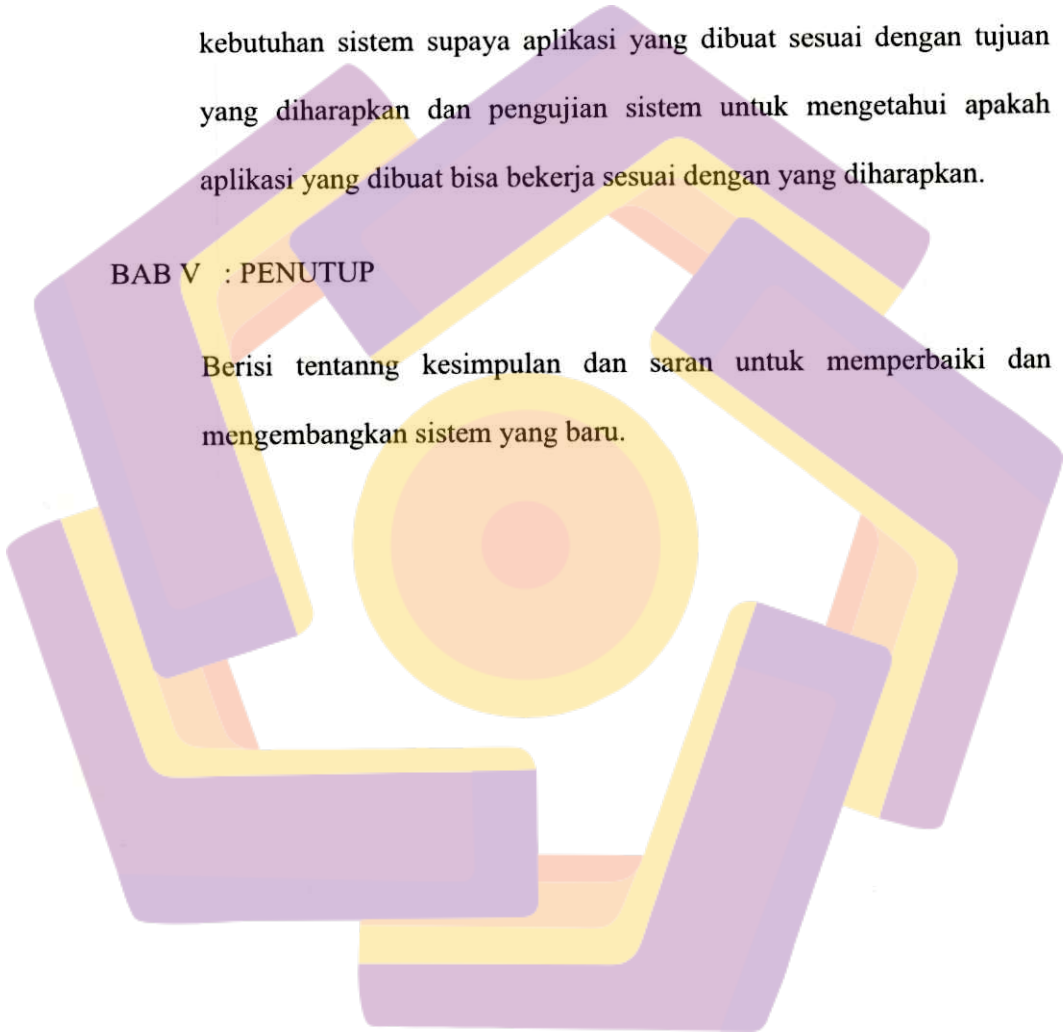 kebutuhan sistem supaya aplikasi yang dibuat sesuai dengan tujuan
yang diharapkan dan pengujian sistem untuk mengetahui apakah
aplikasi yang dibuat bisa bekerja sesuai dengan yang diharapkan.
BAB V : PENUTUP
Berisi tentanng kesimpulan dan saran untuk memperbaiki dan
mengembangkan sistem yang baru.